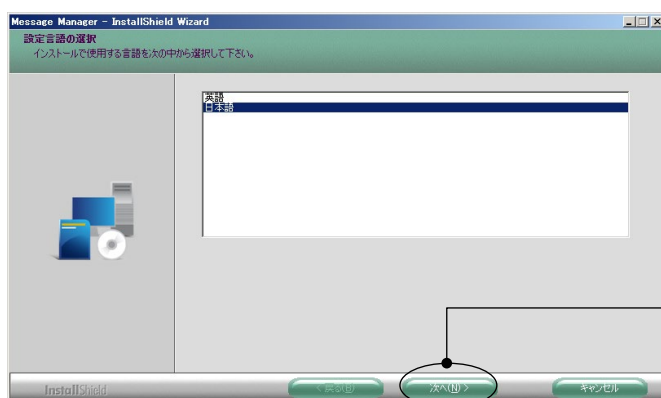 Message Manager - InstallShield Wizard
設定言語の選択
インストールで使用する言語を次の中から選択して下さい。
英語
日本語
InstallShield
< 戻る(B)
次へ(N) >
キャンセル